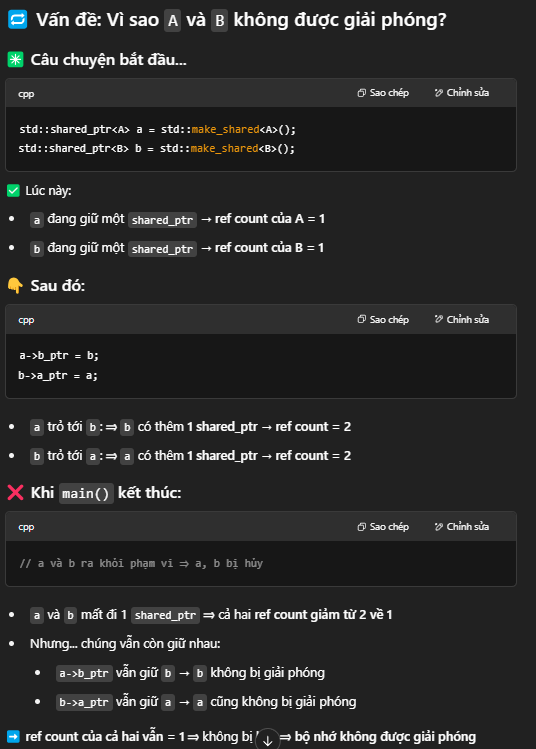 Vấn đề: Vì sao A và B không được giải phóng?
Câu chuyện bắt đầu...
cpp Sao chép Chỉnh sửa
std::shared_ptr<A> a = std::make_shared<A>();
std::shared_ptr<B> b = std::make_shared<B>();
Lúc này:
• a đang giữ một shared_ptr → ref count của A = 1
• b đang giữ một shared_ptr → ref count của B = 1
Sau đó:
cpp Sao chép Chỉnh sửa
a->b_ptr = b;
b->a_ptr = a;
• a trỏ tới b: ⇒ b có thêm 1 shared_ptr → ref count = 2
• b trỏ tới a: ⇒ a có thêm 1 shared_ptr → ref count = 2
Khi main() kết thúc:
cpp Sao chép Chỉnh sửa
// a và b ra khỏi phạm vi ⇒ a, b bị hủy
• a và b mất đi 1 shared_ptr ⇒ cả hai ref count giảm từ 2 về 1
• Nhưng... chúng vẫn còn giữ nhau:
• a->b_ptr vẫn giữ b → b không bị giải phóng
• b->a_ptr vẫn giữ a → a cũng không bị giải phóng
ref count của cả hai vẫn = 1 ⇒ không bị ⇒ bộ nhớ không được giải phóng